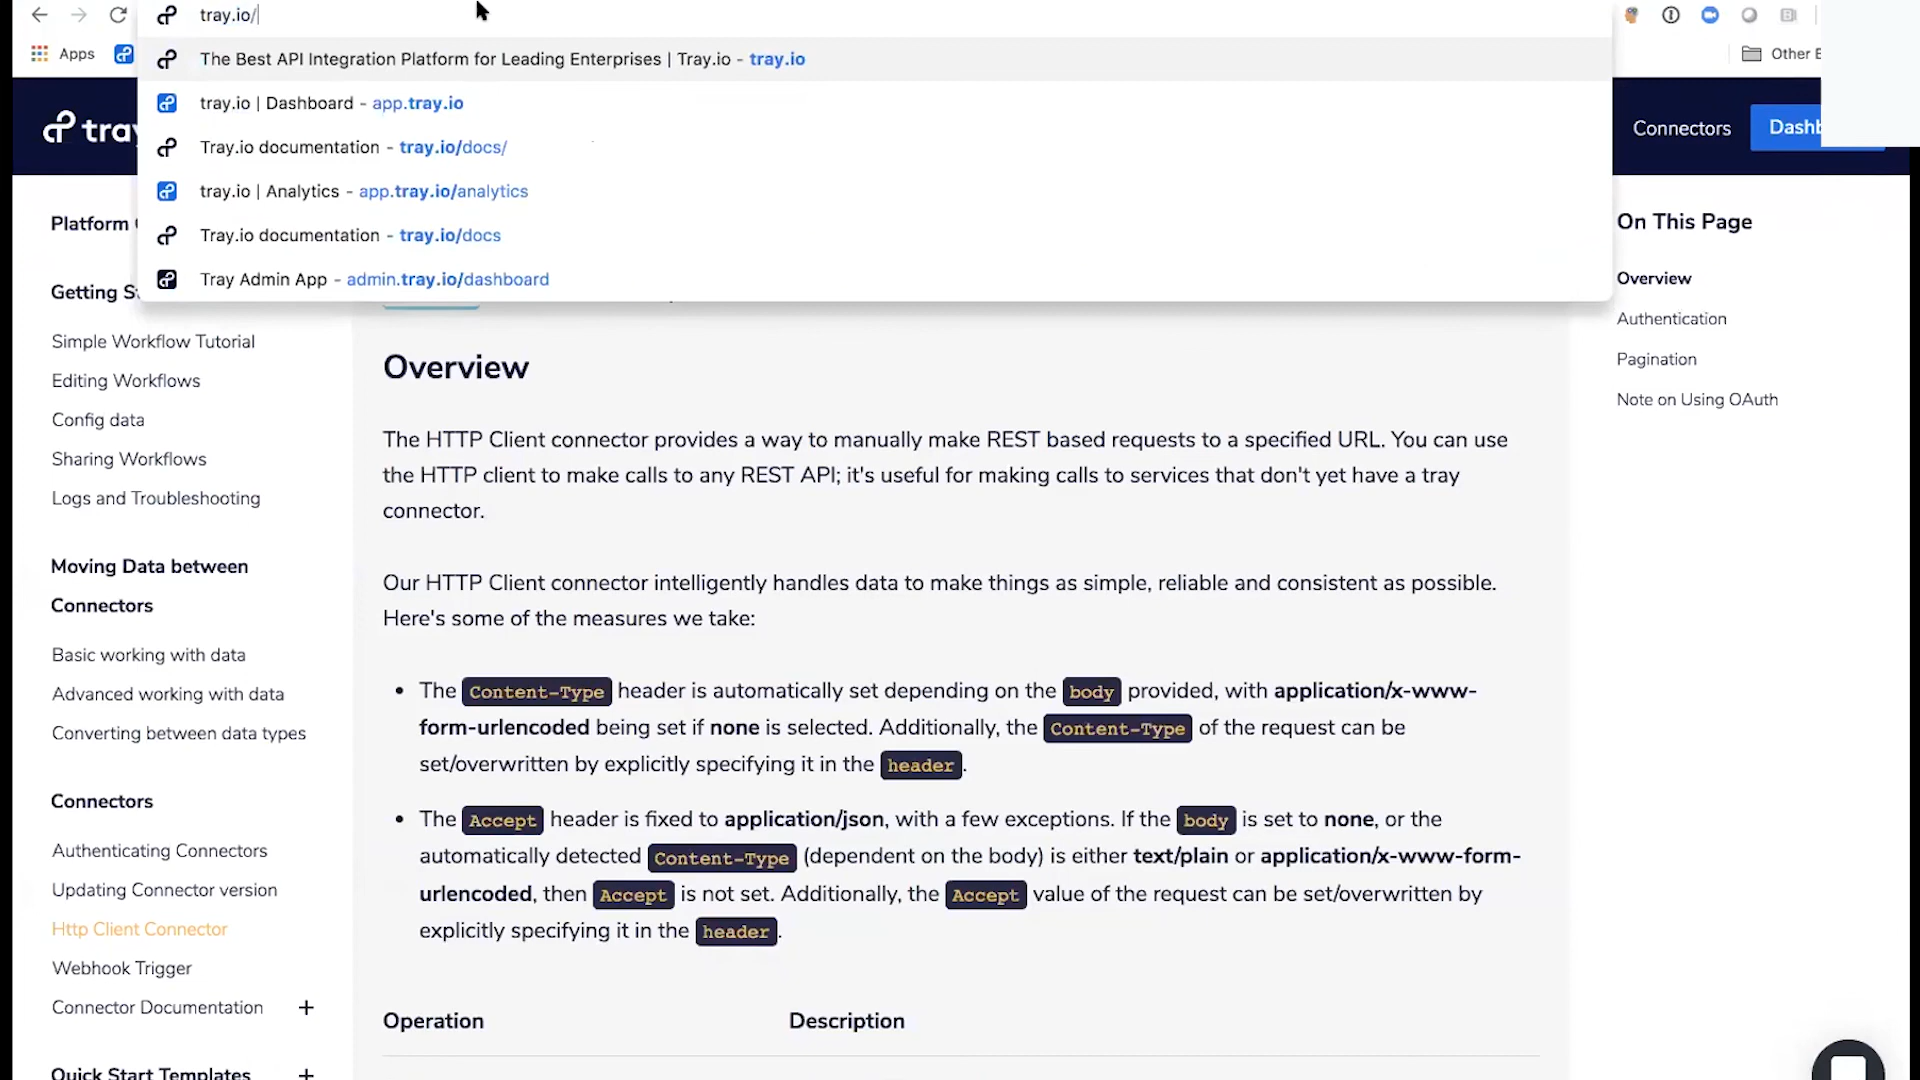 tray.io/
Apps
Other
The Best API Integration Platform for Leading Enterprises | Tray.io - tray.io
tray.io | Dashboard - app.tray.io
Tray.io documentation - tray.io/docs/
tray.io | Analytics - app.tray.io/analytics
Tray.io documentation - tray.io/docs
Tray Admin App - admin.tray.io/dashboard
Connectors
Platform
Getting
Simple Workflow Tutorial
Editing Workflows
Config data
Sharing Workflows
Logs and Troubleshooting
Moving Data between
Connectors
Basic working with data
Advanced working with data
Converting between data types
Connectors
Authenticating Connectors
Updating Connector version
Http Client Connector
Webhook Trigger
Connector Documentation +
Quick Start Templates +
Overview
The HTTP Client connector provides a way to manually make REST based requests to a specified URL. You can use
the HTTP client to make calls to any REST API; it's useful for making calls to services that don't yet have a tray
connector.
Our HTTP Client connector intelligently handles data to make things as simple, reliable and consistent as possible.
Here's some of the measures we take:
• The Content-Type header is automatically set depending on the body provided, with application/x-www-
form-urlencoded being set if none is selected. Additionally, the Content-Type of the request can be
set/overwritten by explicitly specifying it in the header.
• The Accept header is fixed to application/json, with a few exceptions. If the body is set to none, or the
automatically detected Content-Type (dependent on the body) is either text/plain or application/x-www-form-
urlencoded, then Accept is not set. Additionally, the Accept value of the request can be set/overwritten by
explicitly specifying it in the header.
Operation Description
On This Page
Overview
Authentication
Pagination
Note on Using OAuth